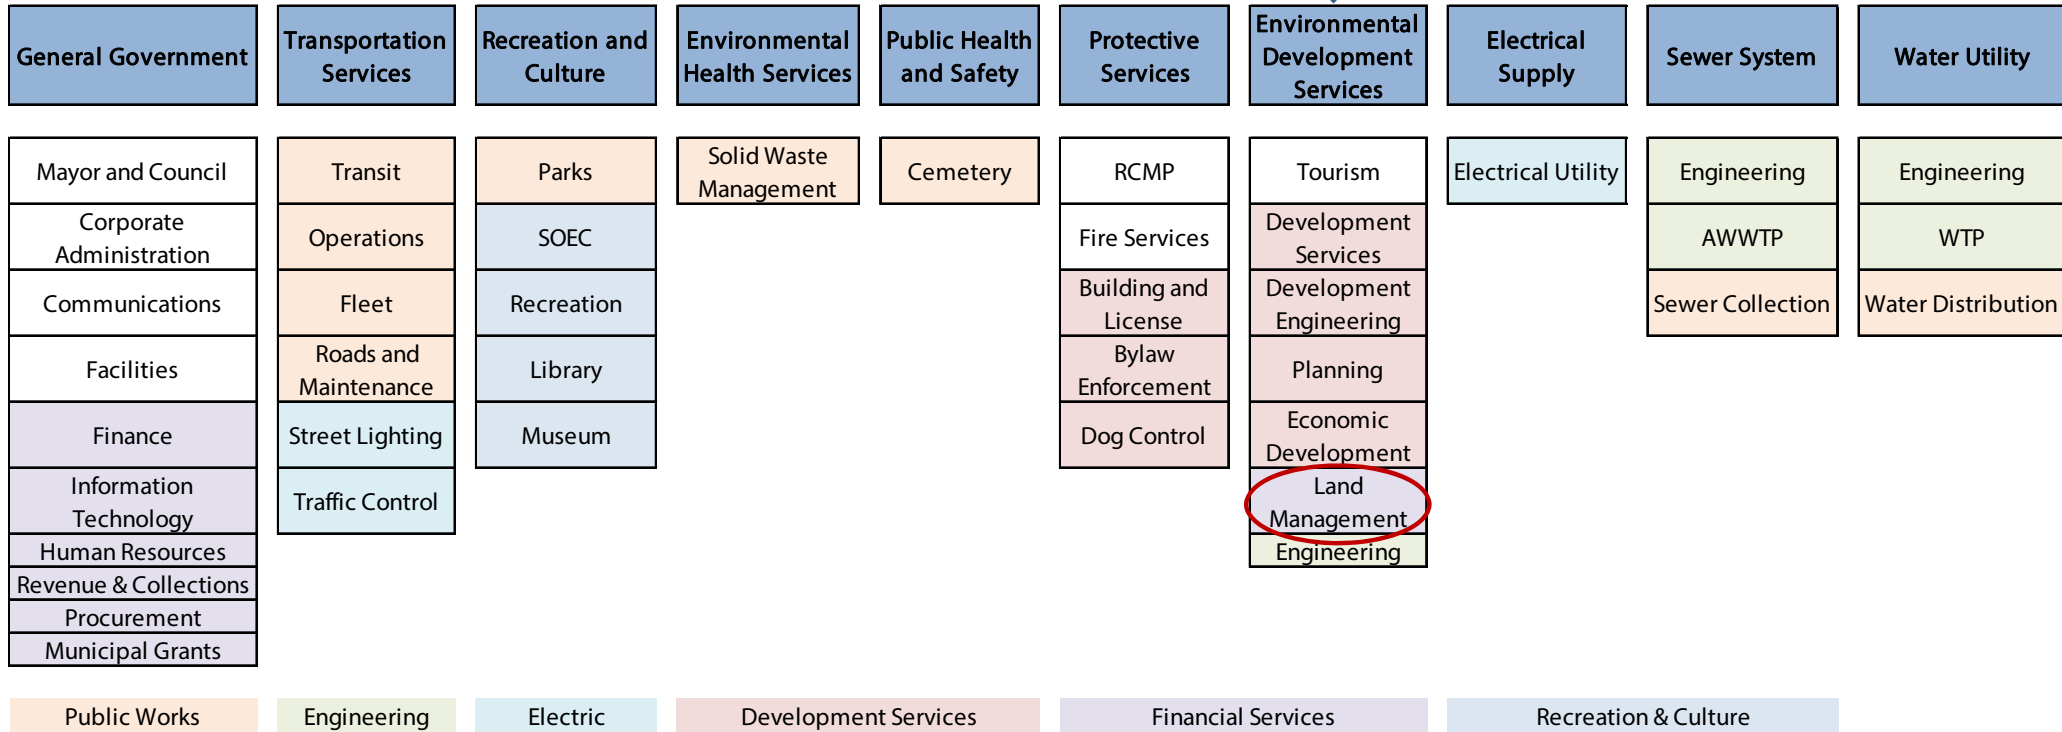 General Government
Transportation
Services
Recreation and
Culture
Environmental
Health Services
Public Health
and Safety
Protective
Services
Environmental
Development
Services
Electrical
Supply
Sewer System
Water Utility
Mayor and Council
Corporate
Administration
Communications
Facilities
Finance
Information
Technology
Human Resources
Revenue & Collections
Procurement
Municipal Grants
Transit
Operations
Fleet
Roads and
Maintenance
Street Lighting
Traffic Control
Parks
SOEC
Recreation
Library
Museum
Solid Waste
Management
Cemetery
RCMP
Fire Services
Building and
License
Bylaw
Enforcement
Dog Control
Tourism
Development
Services
Development
Engineering
Planning
Economic
Development
Land
Management
Engineering
Electrical Utility
Engineering
AWWTP
Sewer Collection
Engineering
WTP
Water Distribution
Public Works
Engineering
Electric
Development Services
Financial Services
Recreation & Culture